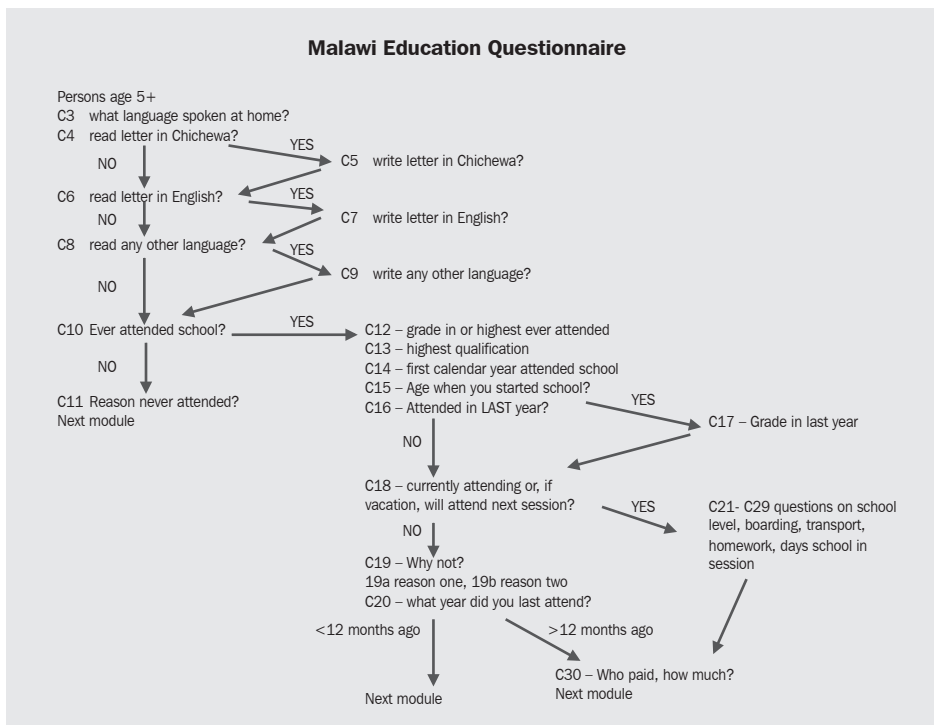 Malawi Education Questionnaire
Persons age 5+
C3 what language spoken at home?
C4 read letter in Chichewa?
YES
NO
C5 write letter in Chichewa?
C6 read letter in English?
YES
NO
C7 write letter in English?
C8 read any other language?
YES
C9 write any other language?
NO
C10 Ever attended school?
YES
NO
C11 Reason never attended?
Next module
C12 – grade in or highest ever attended
C13 – highest qualification
C14 – first calendar year attended school
C15 – Age when you started school?
C16 – Attended in LAST year?
YES
C17 – Grade in last year
NO
C18 – currently attending or, if
vacation, will attend next session?
YES
NO
C21- C29 questions on school
level, boarding, transport,
homework, days school in
session
C19 – Why not?
19a reason one, 19b reason two
C20 – what year did you last attend?
<12 months ago
>12 months ago
Next module
C30 – Who paid, how much?
Next module